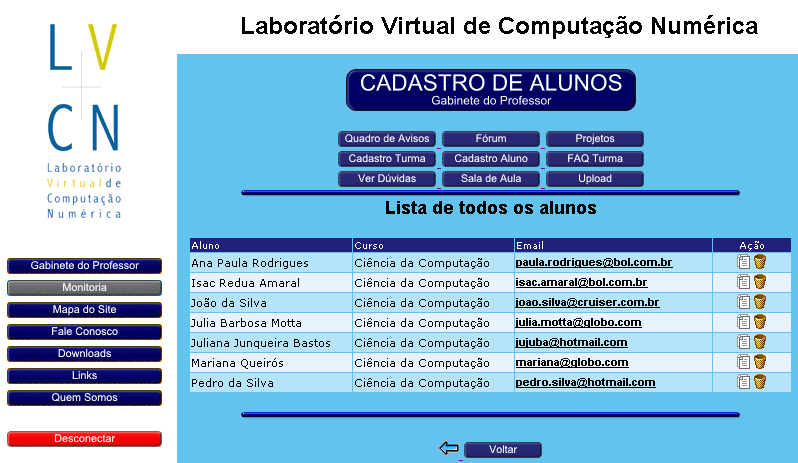 Laboratório Virtual de Computação Numérica
LV
CN
Laboratório
Virtual de
Computação
Numérica
Gabinete do Professor
Monitoria
Mapa do Site
Fale Conosco
Downloads
Links
Quem Somos
Desconectar
CADASTRO DE ALUNOS
Gabinete do Professor
Quadro de Avisos Fórum Projetos
Cadastro Turma Cadastro Aluno FAQ Turma
Ver Dúvidas Sala de Aula Upload
Lista de todos os alunos
Aluno Curso Email Ação
Ana Paula Rodrigues Ciência da Computação paula.rodrigues@bol.com.br
Isac Redua Amaral Ciência da Computação isac.amaral@bol.com.br
João da Silva Ciência da Computação joao.silva@cruiser.com.br
Julia Barbosa Motta Ciência da Computação julia.motta@globo.com
Juliana Junqueira Bastos Ciência da Computação jujuba@hotmail.com
Mariana Queirós Ciência da Computação mariana@globo.com
Pedro da Silva Ciência da Computação pedro.silva@hotmail.com
Voltar